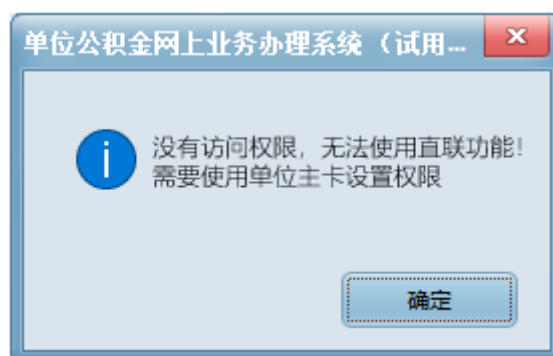 单位公积金网上业务办理系统（试用...
没有访问权限，无法使用直联功能！
需要使用单位主卡设置权限
确定